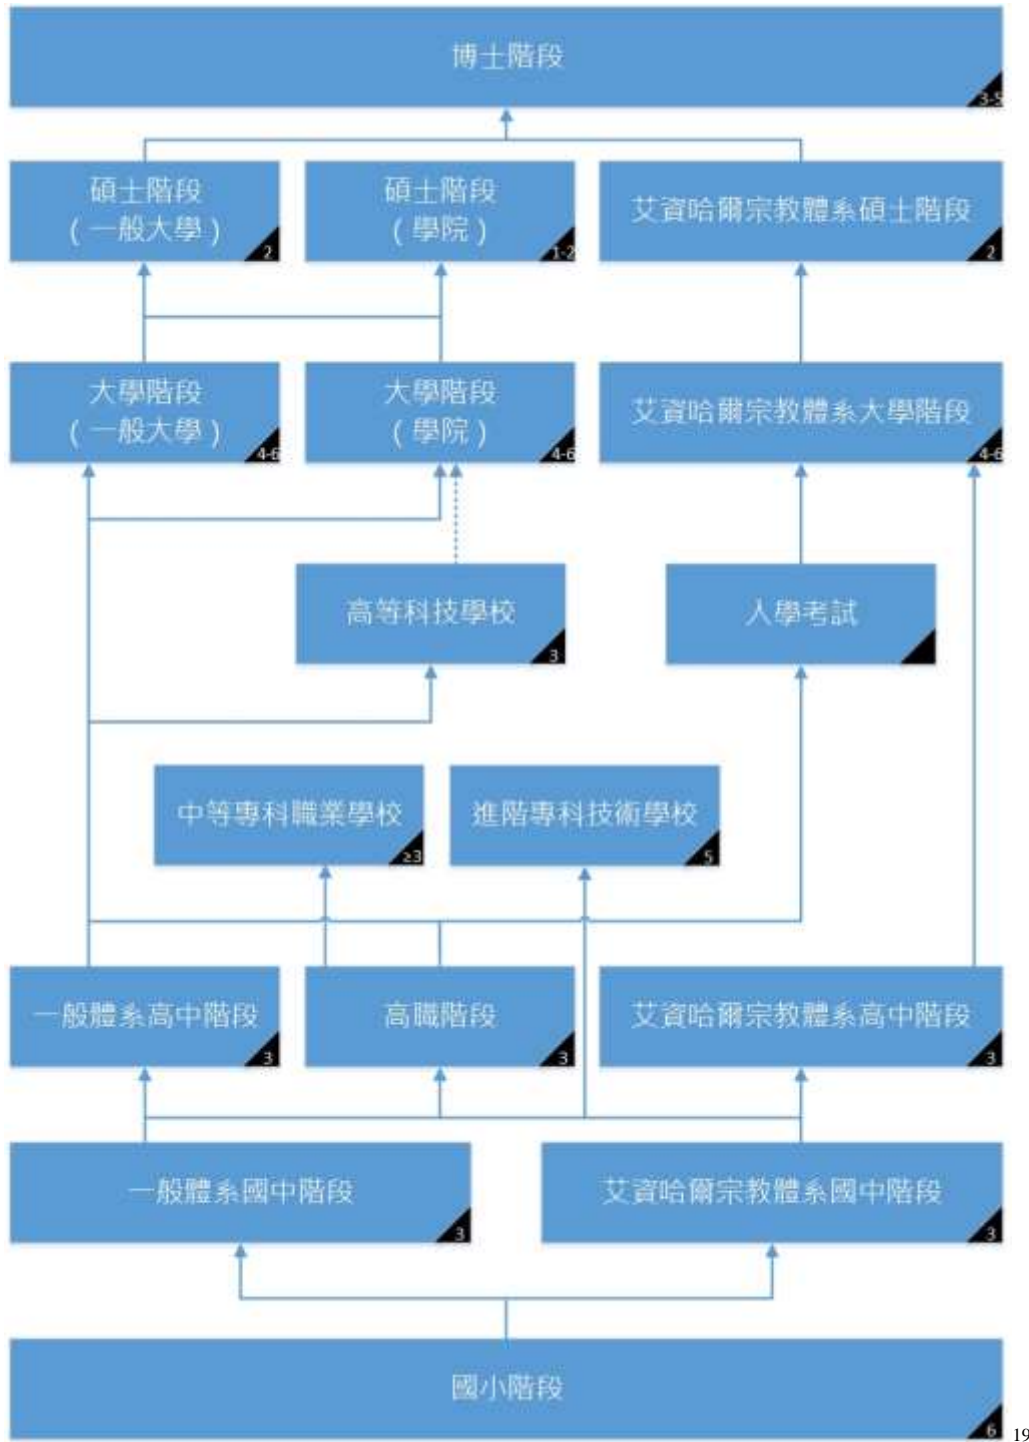 博士階段
3-5
碩士階段
(一般大學)
2
碩士階段
(學院)
1-2
艾資哈爾宗教體系碩士階段
2
大學階段
(一般大學)
4-6
大學階段
(學院)
4-6
艾資哈爾宗教體系大學階段
4-6
高等科技學校
3
入學考試
中等專科職業學校
≥3
進階專科技術學校
5
一般體系高中階段
3
高職階段
3
艾資哈爾宗教體系高中階段
3
一般體系國中階段
3
艾資哈爾宗教體系國中階段
3
國小階段
6
19